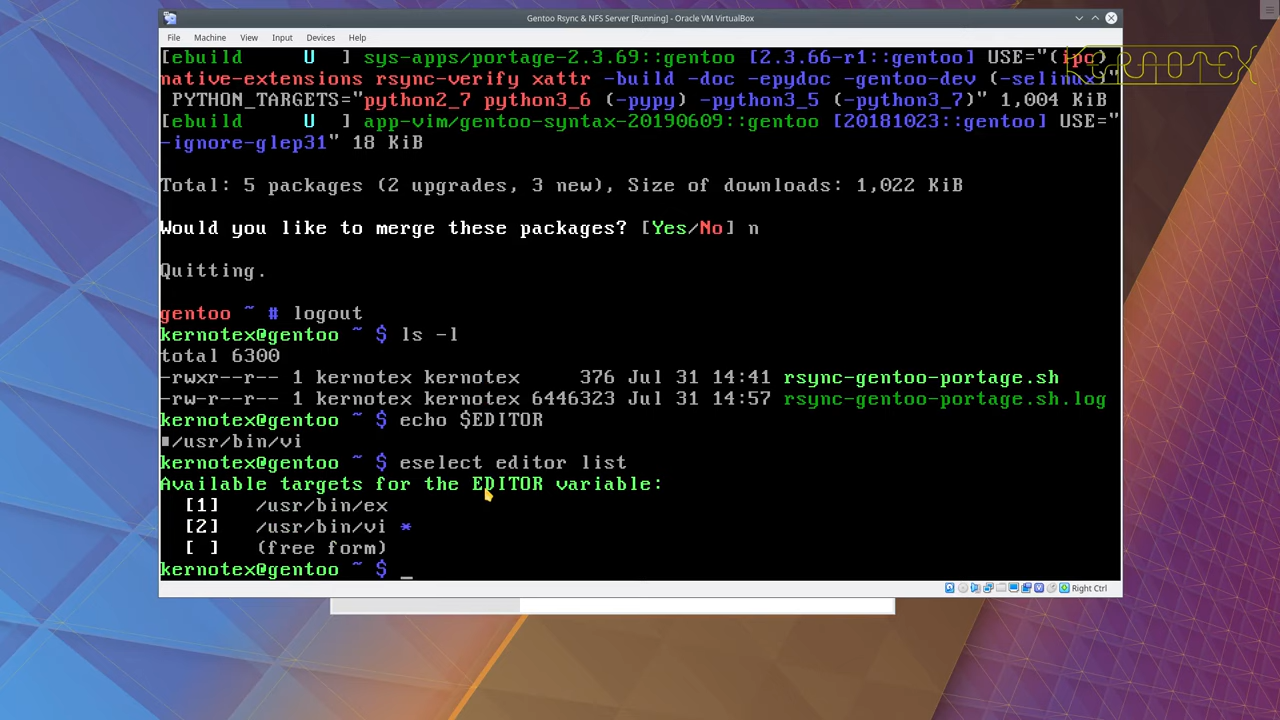 Gentoo Rsync & NFS Server [Running] - Oracle VM VirtualBox
File Machine View Input Devices Help
[ebuild     U  ] sys-apps/portage-2.3.69::gentoo [2.3.66-r1::gentoo] USE="(ipc)
native-extensions rsync-verify xattr -build -doc -epydoc -gentoo-dev (-selinux)"
PYTHON_TARGETS="python2_7 python3_6 (-pypy) -python3_5 (-python3_7)" 1,004 KiB
[ebuild     U  ] app-vim/gentoo-syntax-20190609::gentoo [20181023::gentoo] USE="
-ignore-glep31" 18 KiB
Total: 5 packages (2 upgrades, 3 new), Size of downloads: 1,022 KiB
Would you like to merge these packages? [Yes/No] n
Quitting.
gentoo ~ # logout
kernotex@gentoo ~ $ ls -l
total 6300
-rwxr--r-- 1 kernotex kernotex     376 Jul 31 14:41 rsync-gentoo-portage.sh
-rw-r--r-- 1 kernotex kernotex 6446323 Jul 31 14:57 rsync-gentoo-portage.sh.log
kernotex@gentoo ~ $ echo $EDITOR
/usr/bin/vi
kernotex@gentoo ~ $ eselect editor list
Available targets for the EDITOR variable:
[1]   /usr/bin/ex
[2]   /usr/bin/vi *
[ ]   (free form)
kernotex@gentoo ~ $ _
Right Ctrl
KERNOTEX